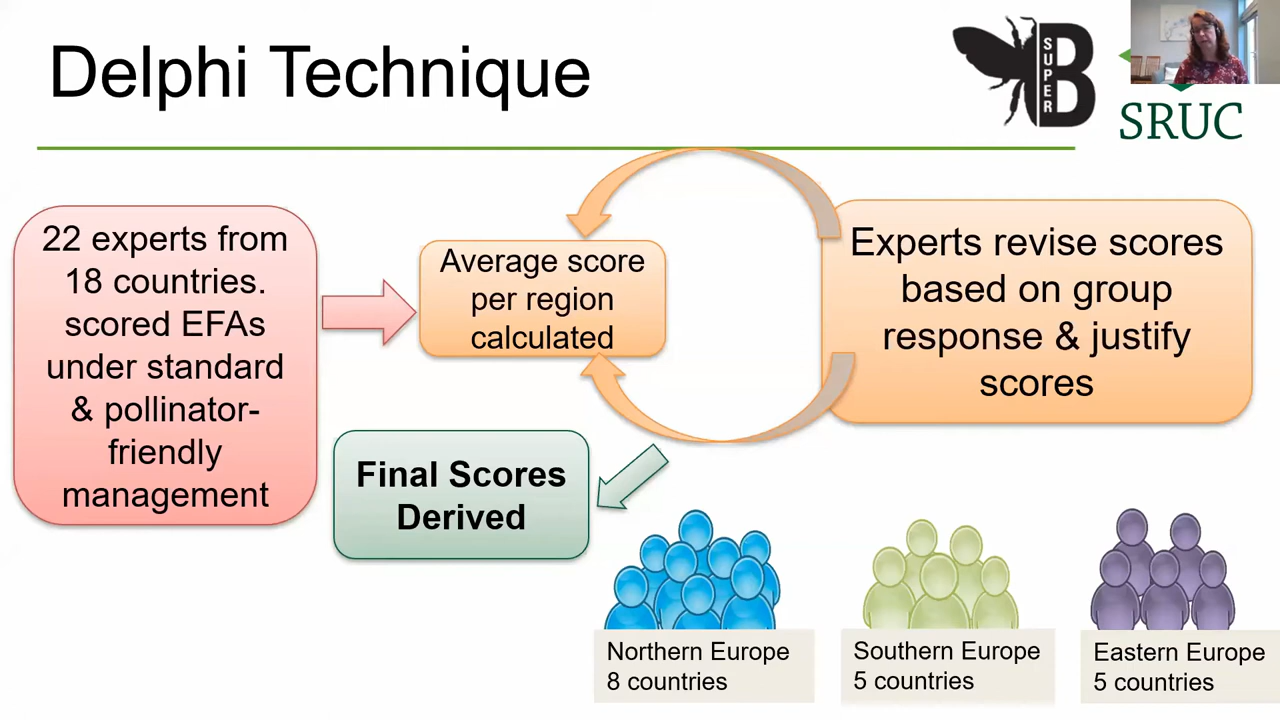 Delphi Technique
SUPER
B
SRUC
22 experts from
18 countries.
scored EFAs
under standard
& pollinator-
friendly
management
Average score
per region
calculated
Experts revise scores
based on group
response & justify
scores
Final Scores
Derived
Northern Europe
8 countries
Southern Europe
5 countries
Eastern Europe
5 countries